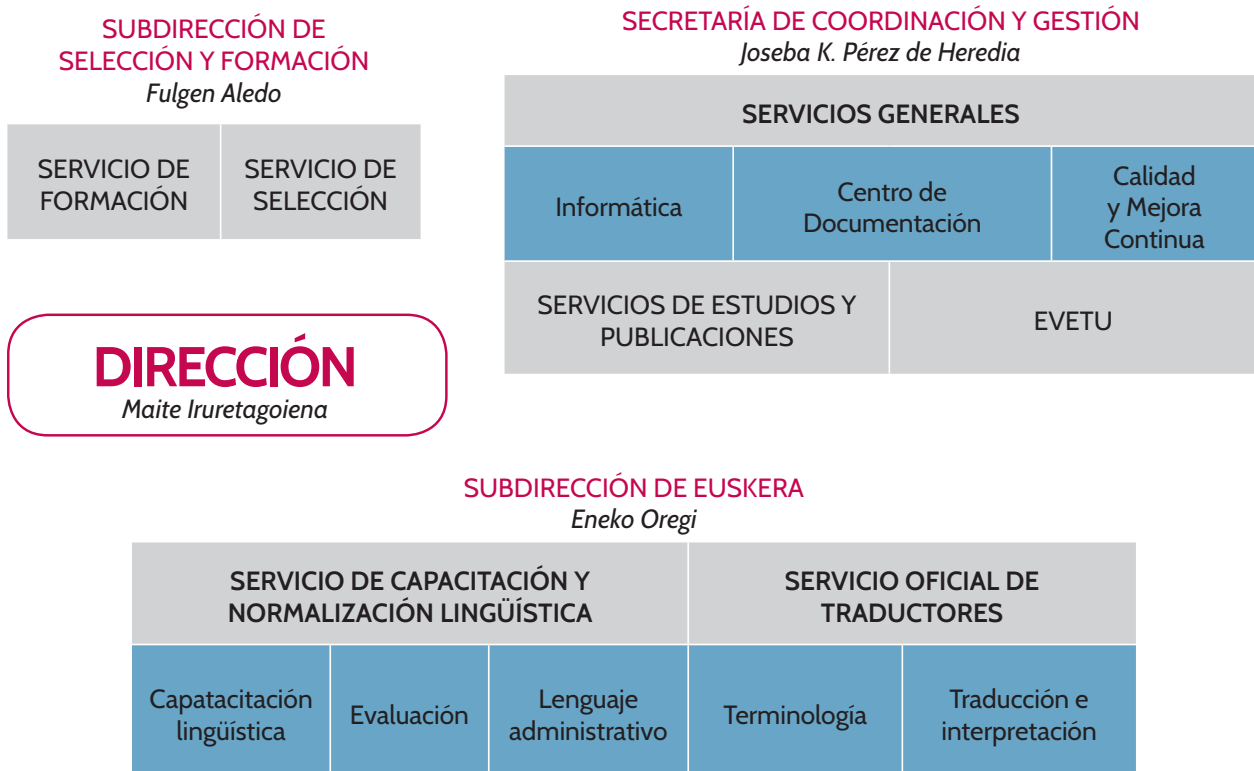 SUBDIRECCIÓN DE
SELECCIÓN Y FORMACIÓN
Fulgen Aledo
SERVICIO DE
FORMACIÓN
SERVICIO DE
SELECCIÓN
SECRETARÍA DE COORDINACIÓN Y GESTIÓN
Joseba K. Pérez de Heredia
SERVICIOS GENERALES
Informática
Centro de
Documentación
Calidad
y Mejora
Continua
SERVICIOS DE ESTUDIOS Y
PUBLICACIONES
EVETU
DIRECCIÓN
Maite Iruretagoiena
SUBDIRECCIÓN DE EUSKERA
Eneko Oregi
SERVICIO DE CAPACITACIÓN Y
NORMALIZACIÓN LINGÜÍSTICA
SERVICIO OFICIAL DE
TRADUCTORES
Capatacitación
lingüística
Evaluación
Lenguaje
administrativo
Terminología
Traducción e
interpretación